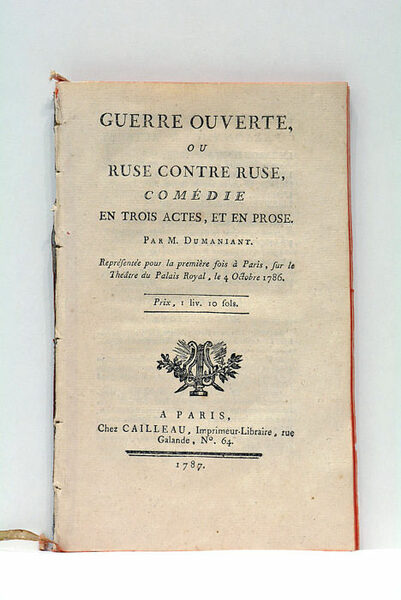 GUERRE OUVERTE,
OU
RUSE CONTRE RUSE,
COMÉDIE
EN TROIS ACTES, ET EN PROSE.
PAR M. DUMANIANT.
Représentée pour la première fois à Paris, sur le
Théâtre du Palais Royal, le 4 Octobre 1786.
Prix, 1 liv. 10 sols.
A PARIS,
Chez CAILLEAU, Imprimeur-Libraire, rue
Galande, Nº. 64.
1787.